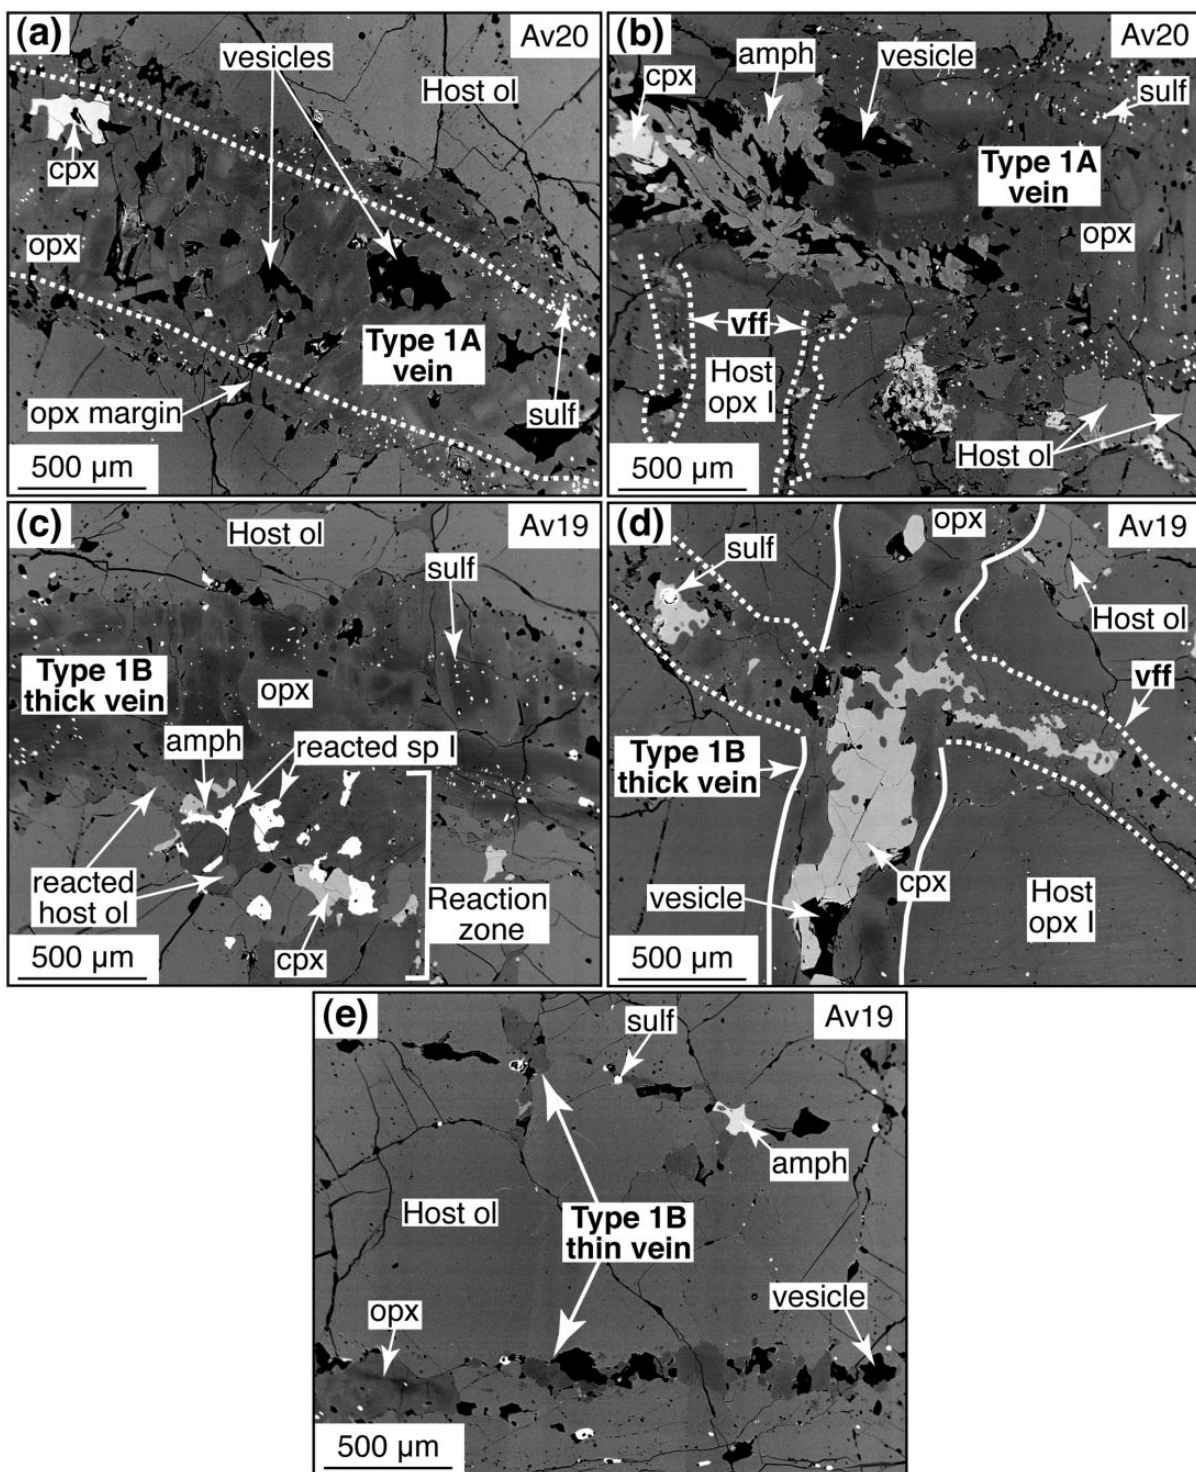 (a)
Av20
vesicles
Host ol
cpx
opx
Type 1A
vein
opx margin
sulf
500 µm
(b)
Av20
amph
vesicle
cpx
sulf
Type 1A
vein
opx
vff
Host
opx I
Host ol
500 µm
(c)
Av19
Host ol
sulf
Type 1B
thick vein
opx
amph
reacted sp I
reacted
host ol
Reaction
zone
cpx
500 µm
(d)
Av19
opx
sulf
Host ol
vff
Type 1B
thick vein
cpx
vesicle
Host
opx I
500 µm
(e)
Av19
sulf
amph
Host ol
Type 1B
thin vein
opx
vesicle
500 µm